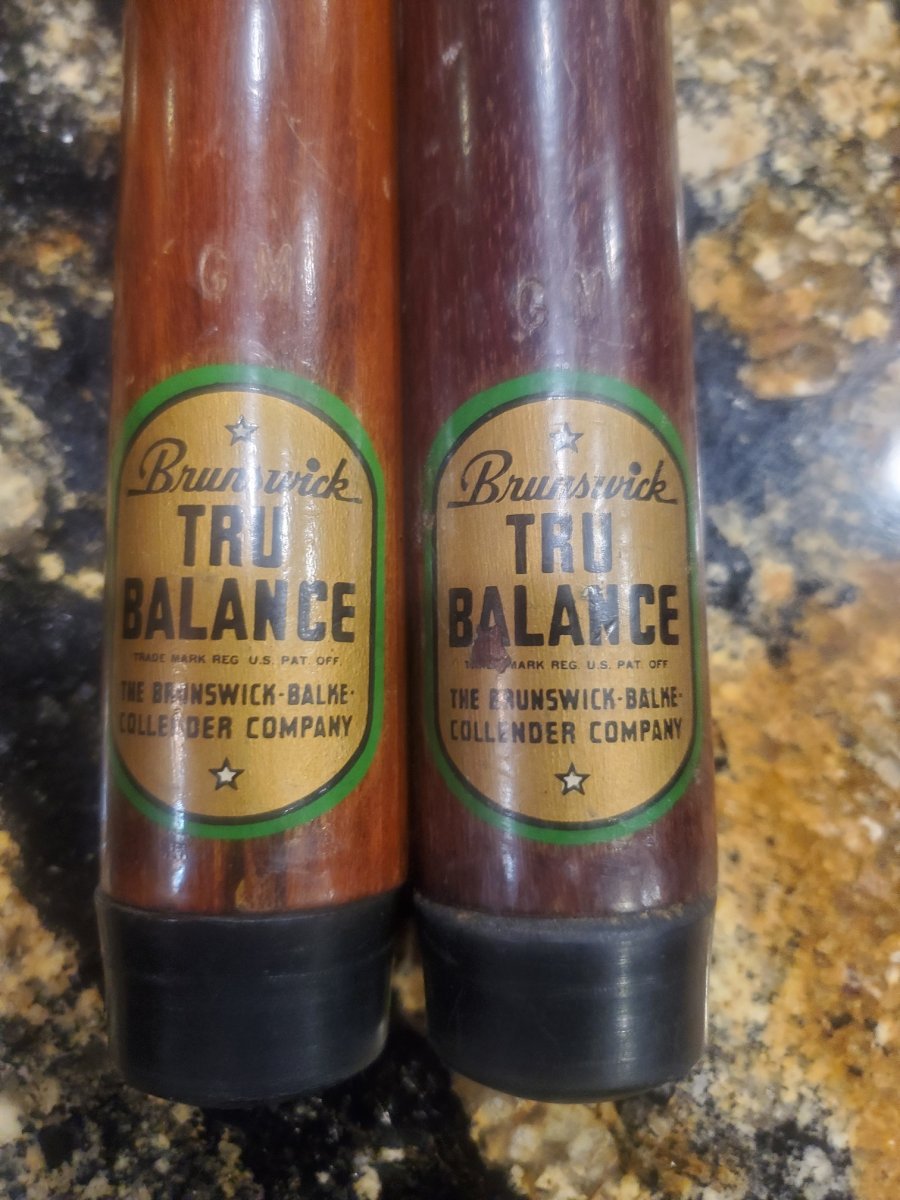 G M
Brunswick
TRU
BALANCE
TRADE MARK REG. U.S. PAT. OFF.
THE BRUNSWICK-BALKE-
COLLENDER COMPANY
G M
Brunswick
TRU
BALANCE
MARK REG. U.S. PAT. OFF
THE BRUNSWICK-BALKE-
COLLENDER COMPANY